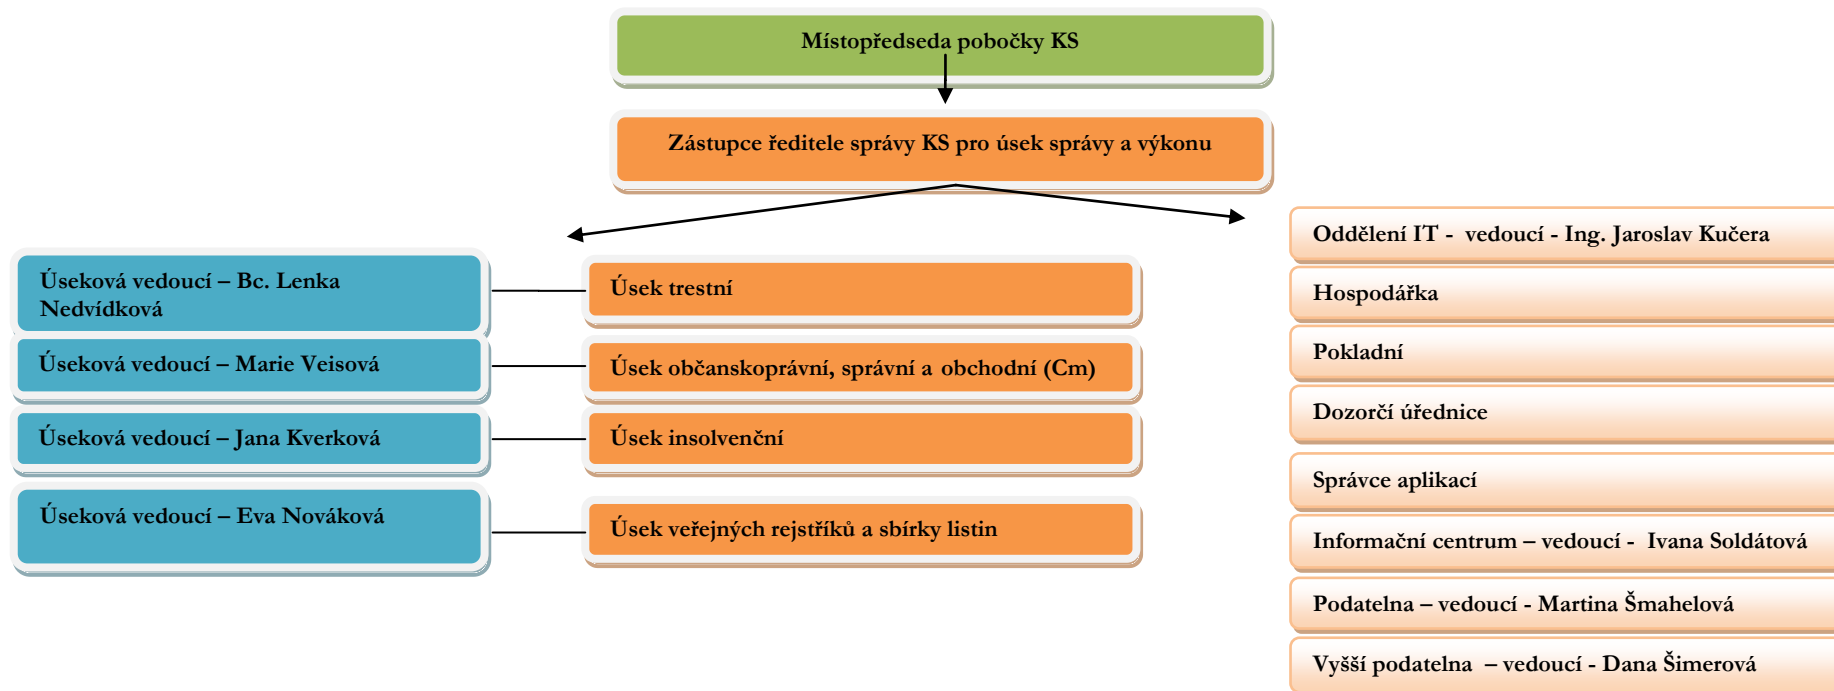 Místopředseda pobočky KS
Zástupce ředitele správy KS pro úsek správy a výkonu
Úseková vedoucí – Bc. Lenka
Nedvídková
Úsek trestní
Úseková vedoucí – Marie Veisová
Úsek občanskoprávní, správní a obchodní (Cm)
Úseková vedoucí – Jana Kverková
Úsek insolvenční
Úseková vedoucí – Eva Nováková
Úsek veřejných rejstříků a sbírky listin
Oddělení IT - vedoucí - Ing. Jaroslav Kučera
Hospodářka
Pokladní
Dozorčí úřednice
Správce aplikací
Informační centrum – vedoucí - Ivana Soldátová
Podatelna – vedoucí - Martina Šmahelová
Vyšší podatelna – vedoucí - Dana Šimerová